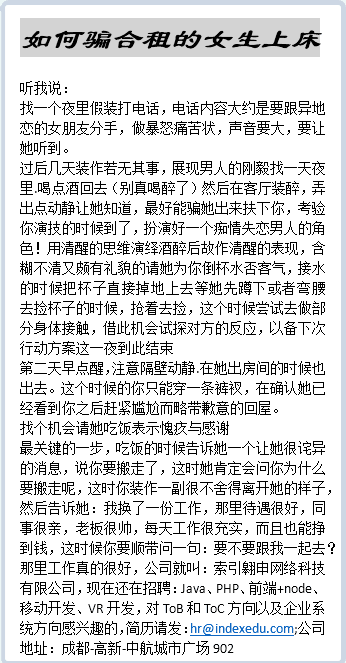 如何骗合租的女生上床
听我说：
找一个夜里假装打电话，电话内容大约是要跟异地
恋的女朋友分手，做暴怒痛苦状，声音要大，要让
她听到。
过后几天装作若无其事，展现男人的刚毅找一天夜
里.喝点酒回去（别真喝醉了）然后在客厅装醉，弄
出点动静让她知道，最好能骗她出来扶下你，考验
你演技的时候到了，扮演好一个痴情失恋男人的角
色！用清醒的思维演绎酒醉后故作清醒的表现，含
糊不清又颇有礼貌的请她为你倒杯水否客气，接水
的时候把杯子直接掉地上去等她先蹲下或者弯腰
去捡杯子的时候，抢着去捡，这个时候尝试去做部
分身体接触，借此机会试探对方的反应，以备下次
行动方案这一夜到此结束
第二天早点醒，注意隔壁动静.在她出房间的时候也
出去。这个时候的你只能穿一条裤衩，在确认她已
经看到你之后赶紧尴尬而略带歉意的回屋。
找个机会请她吃饭表示愧疚与感谢
最关键的一步，吃饭的时候告诉她一个让她很诧异
的消息，说你要搬走了，这时她肯定会问你为什么
要搬走呢，这时你装作一副很不舍得离开她的样子，
然后告诉她：我换了一份工作，那里待遇很好，同
事很亲，老板很帅，每天工作很充实，而且也能挣
到钱，这时候你要顺带问一句：要不要跟我一起去？
那里工作真的很好，公司就叫：索引翱申网络科技
有限公司，现在还在招聘：Java、PHP、前端+node、
移动开发、VR 开发，对 ToB 和 ToC 方向以及企业系
统方向感兴趣的，简历请发：hr@indexedu.com;公司
地址：成都-高新-中航城市广场 902